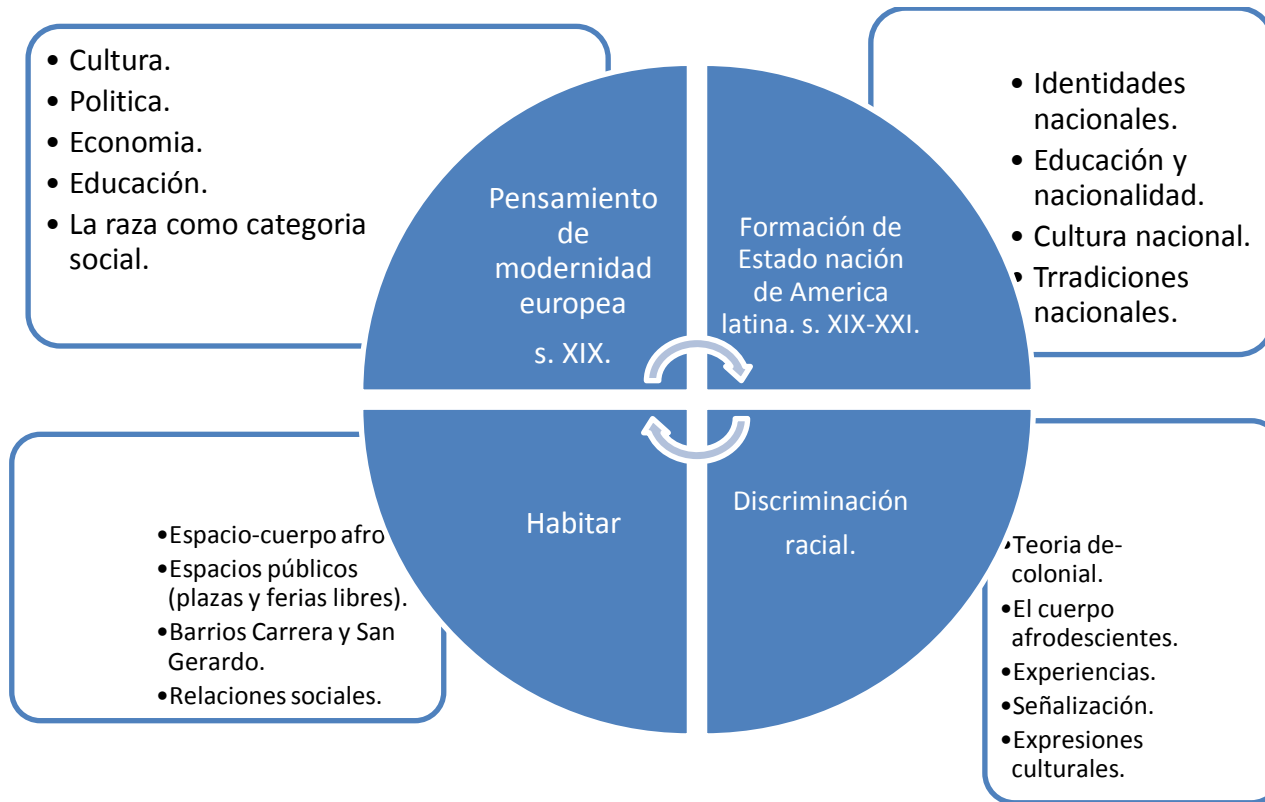 • Cultura.
• Politica.
• Economia.
• Educación.
• La raza como categoria
social.
Pensamiento
de
modernidad
europea
s. XIX.
Formación de
Estado nación
de America
latina. s. XIX-XXI.
• Identidades
nacionales.
• Educación y
nacionalidad.
• Cultura nacional.
• Trradiciones
nacionales.
•Espacio-cuerpo afro
•Espacios públicos
(plazas y ferias libres).
•Barrios Carrera y San
Gerardo.
•Relaciones sociales.
Habitar
Discriminación
racial.
•Teoria de-
colonial.
•El cuerpo
afrodescientes.
•Experiencias.
•Señalización.
•Expresiones
culturales.